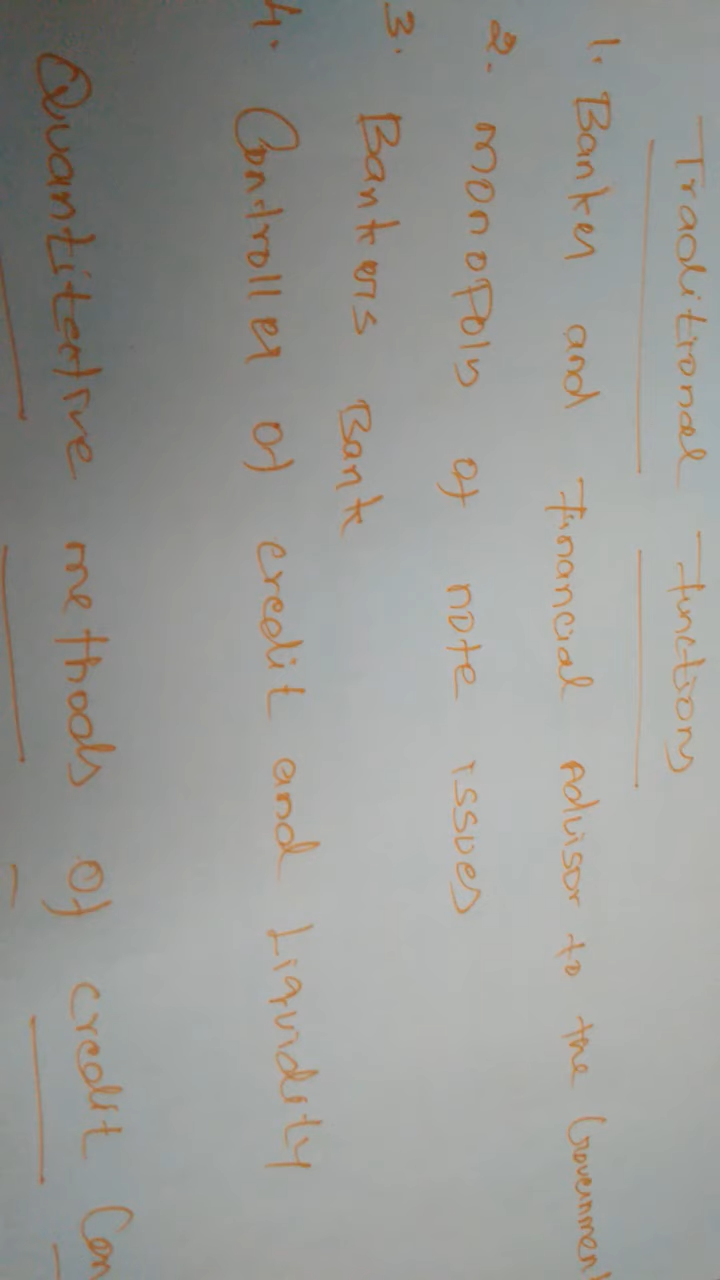 Traditional Functions
1. Banker and Financial Advisor to the Government
2. monopoly of note issues
3. Bankers Bank
4. Controller of credit and Liquidity
Quantitative methods of credit Con